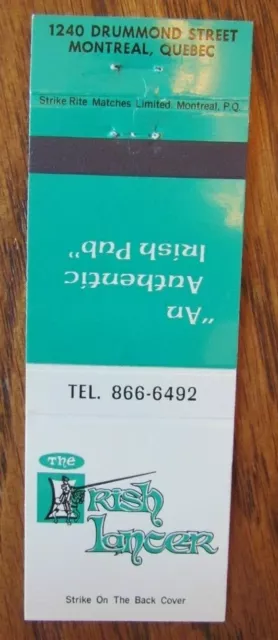 1240 DRUMMOND STREET
MONTREAL, QUEBEC
Strike Rite Matches Limited, Montreal, P.Q.
"An
Authentic
Irish Pub"
TEL. 866-6492
The
Irish
Lancer
Strike On The Back Cover